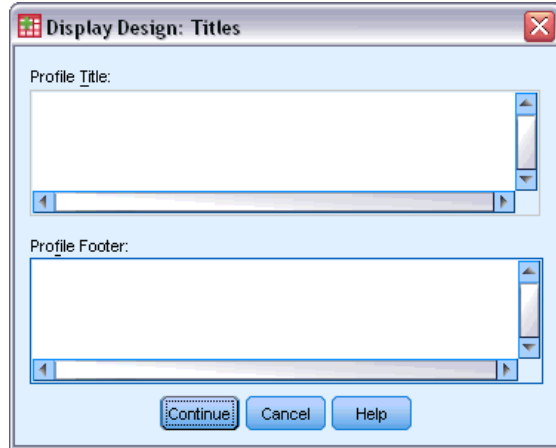 Display Design: Titles
Profile Title:
Profile Footer:
Continue Cancel Help